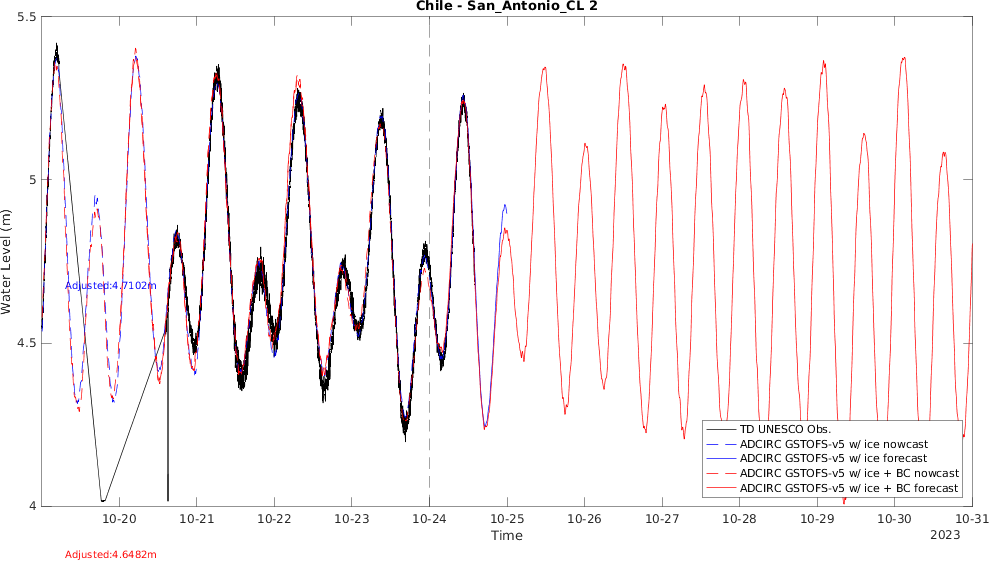 Chile - San_Antonio_CL 2
5.5
5
4.5
4
Water Level (m)
Adjusted:4.7102m
TD UNESCO Obs.
ADCIRC GSTOFS-v5 w/ ice nowcast
ADCIRC GSTOFS-v5 w/ ice forecast
ADCIRC GSTOFS-v5 w/ ice + BC nowcast
ADCIRC GSTOFS-v5 w/ ice + BC forecast
10-20 10-21 10-22 10-23 10-24 10-25 10-26 10-27 10-28 10-29 10-30 10-31
Time
2023
Adjusted:4.6482m